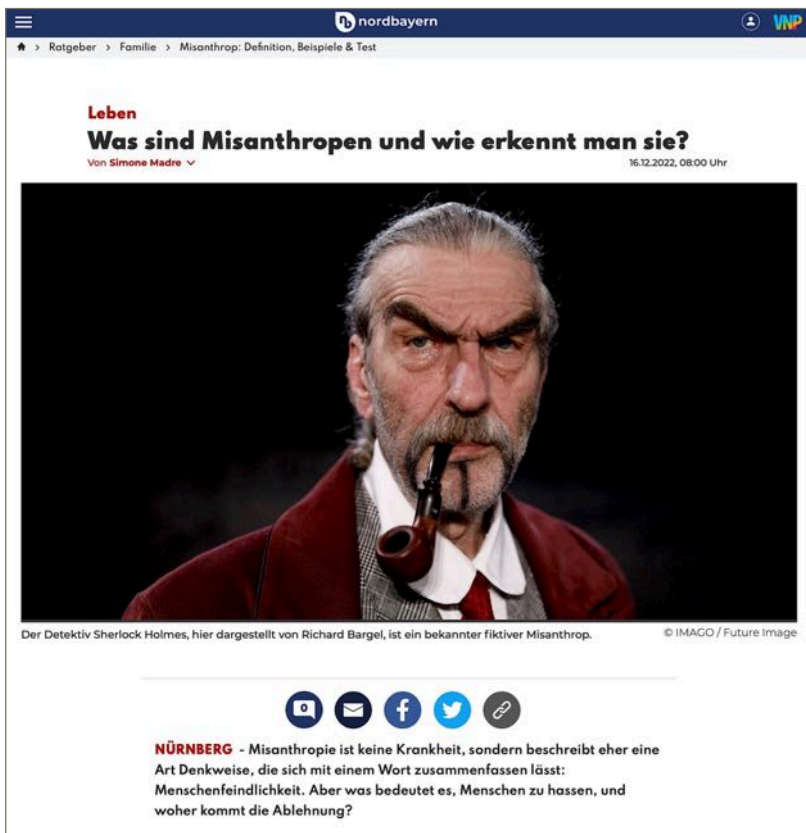 nordbayern
VNP
Ratgeber > Familie > Misanthrop: Definition, Beispiele & Test
Leben
Was sind Misanthropen und wie erkennt man sie?
Von Simone Madre
16.12.2022, 08:00 Uhr
Der Detektiv Sherlock Holmes, hier dargestellt von Richard Bargel, ist ein bekannter fiktiver Misanthrop.
© IMAGO / Future Image
0
NÜRNBERG - Misanthropie ist keine Krankheit, sondern beschreibt eher eine
Art Denkweise, die sich mit einem Wort zusammenfassen lässt:
Menschenfeindlichkeit. Aber was bedeutet es, Menschen zu hassen, und
woher kommt die Ablehnung?